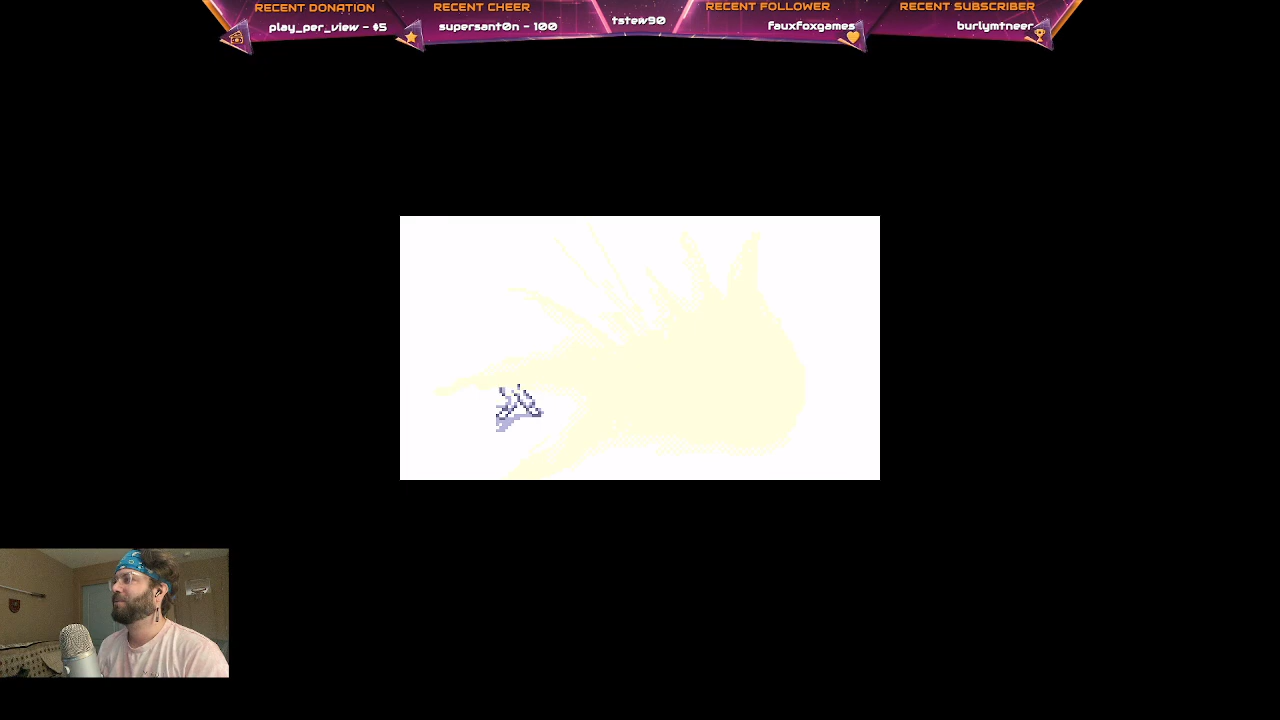 RECENT DONATION
play_per_view - $5
RECENT CHEER
supersant0n - 100
tstew90
RECENT FOLLOWER
fauxfoxgames
RECENT SUBSCRIBER
burlymtneer